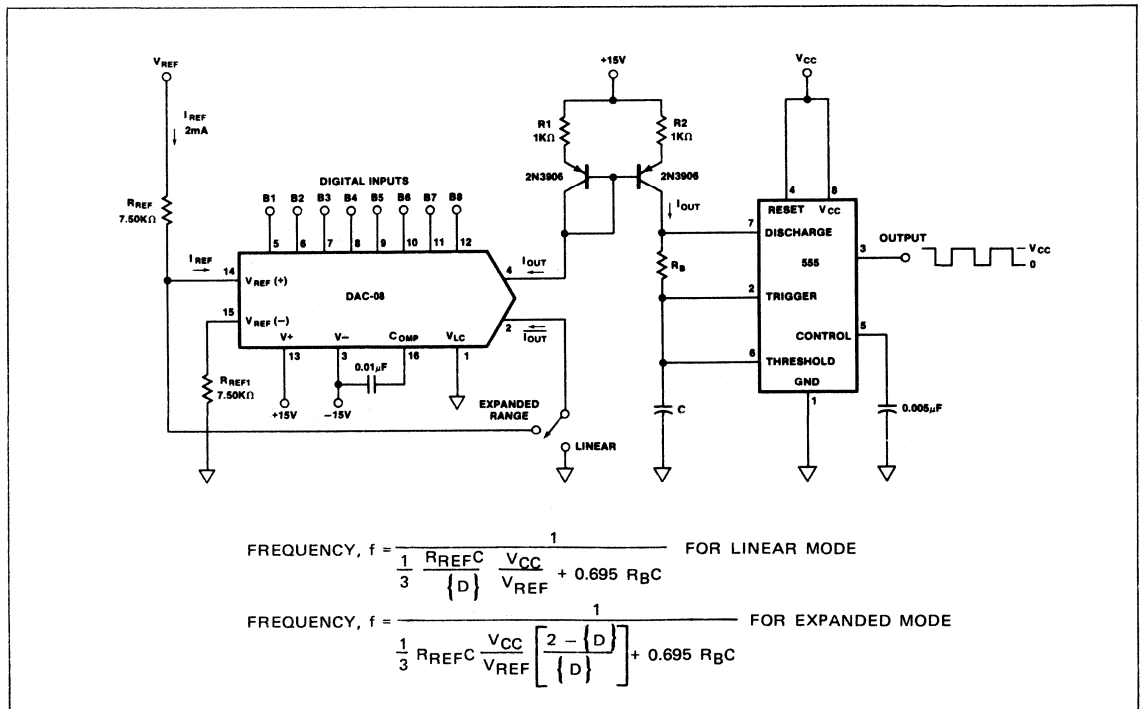 VREF
IREF
2mA
RREF
7.50KΩ
DIGITAL INPUTS
B1 B2 B3 B4 B5 B6 B7 B8
5 6 7 8 9 10 11 12
IREF
14 VREF (+)
DAC-08
15 VREF (–)
V+ V– COMP VLC
13 3 16 1
0.01μF
RREF1
7.50KΩ
+15V –15V
4 IOUT
2 IOUT
EXPANDED
RANGE
LINEAR
+15V
R1
1KΩ
R2
1KΩ
2N3906 2N3906
IOUT
RB
C
VCC
4 8
RESET VCC
7 DISCHARGE
3 OUTPUT
VCC
0
555
2 TRIGGER
5
CONTROL
6 THRESHOLD
GND
1
0.005μF
FREQUENCY, f = 1 / (1/3 RREFC/{D} VCC/VREF + 0.695 RBC) FOR LINEAR MODE
FREQUENCY, f = 1 / (1/3 RREFC VCC/VREF [2 – {D} / {D}] + 0.695 RBC) FOR EXPANDED MODE